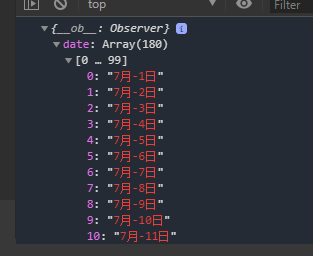 top
Filter
{__ob__: Observer} i
date: Array(180)
[0 … 99]
0: "7月-1日"
1: "7月-2日"
2: "7月-3日"
3: "7月-4日"
4: "7月-5日"
5: "7月-6日"
6: "7月-7日"
7: "7月-8日"
8: "7月-9日"
9: "7月-10日"
10: "7月-11日"